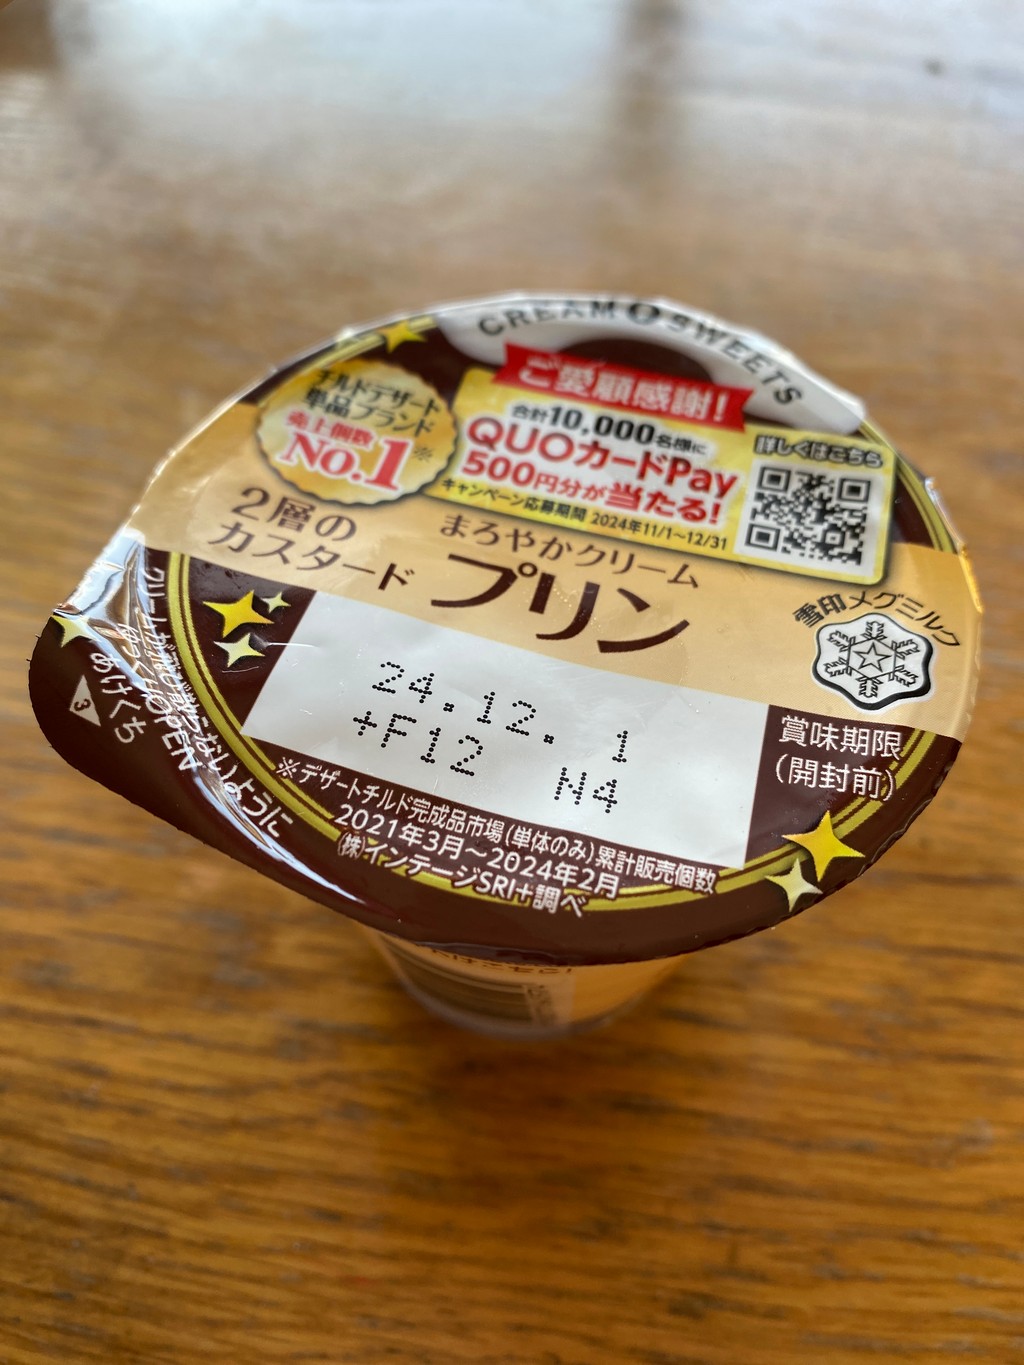 CREAM SWEETS
ご愛顧感謝!
チルドデザート
単品ブランド
売上個数
No.1※
合計10,000名様に
QUOカードPay
500円分が当たる!
キャンペーン応募期間 2024年11/1~12/31
詳しくはこちら
2層の
カスタード
まろやかクリーム
プリン
雪印メグミルク
24.12. 1
+F12 N4
賞味期限
(開封前)
※デザートチルド完成品市場(単体のみ)累計販売個数
2021年3月~2024年2月
(株)インテージSRI+調べ
OPEN
あけくち
3